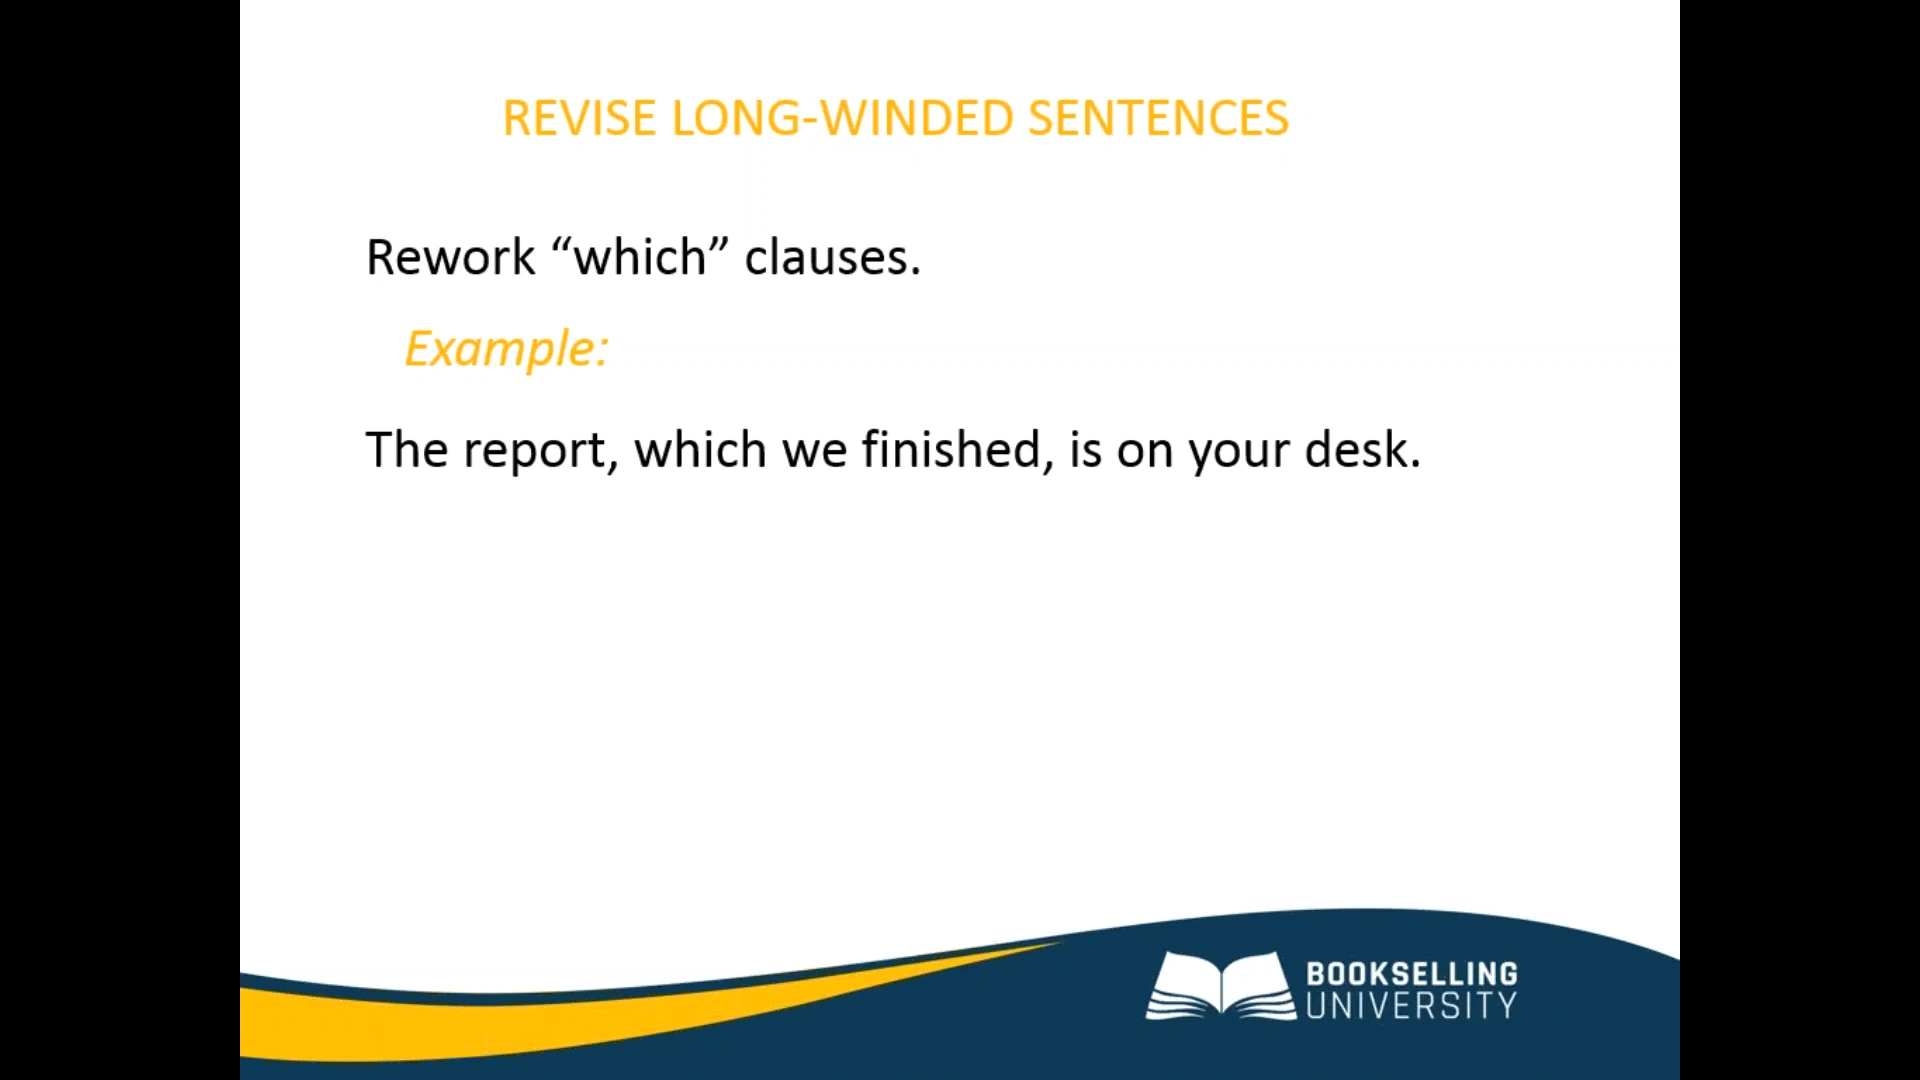 REVISE LONG-WINDED SENTENCES
Rework “which” clauses.
Example:
The report, which we finished, is on your desk.
BOOKSELLING
UNIVERSITY